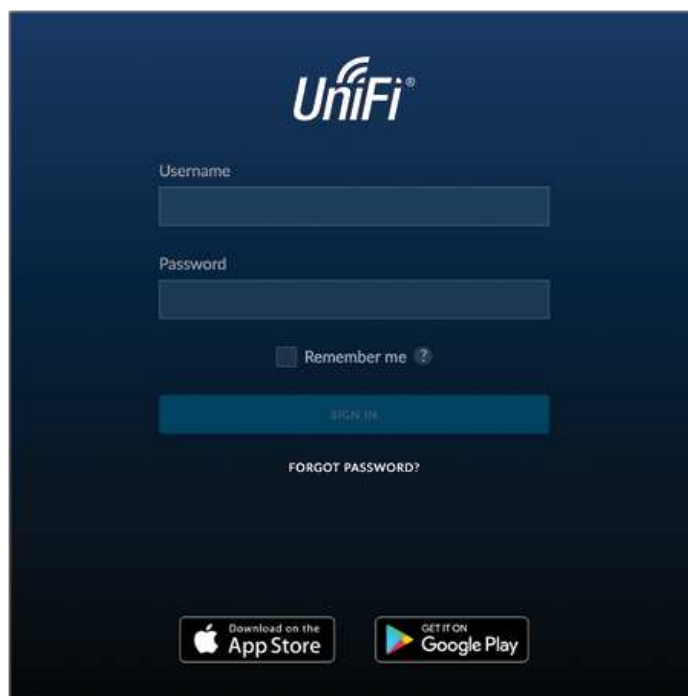 UniFi®
Username
Password
Remember me ?
SIGN IN
FORGOT PASSWORD?
Download on the
App Store
GET IT ON
Google Play